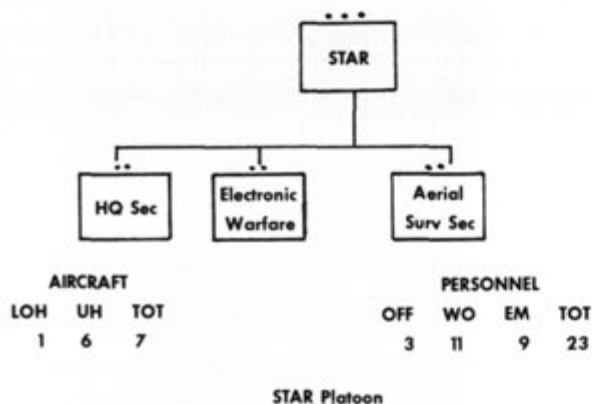 STAR
HQ Sec
Electronic
Warfare
Aerial
Surv Sec
AIRCRAFT
LOH UH TOT
1 6 7
PERSONNEL
OFF WO EM TOT
3 11 9 23
STAR Platoon